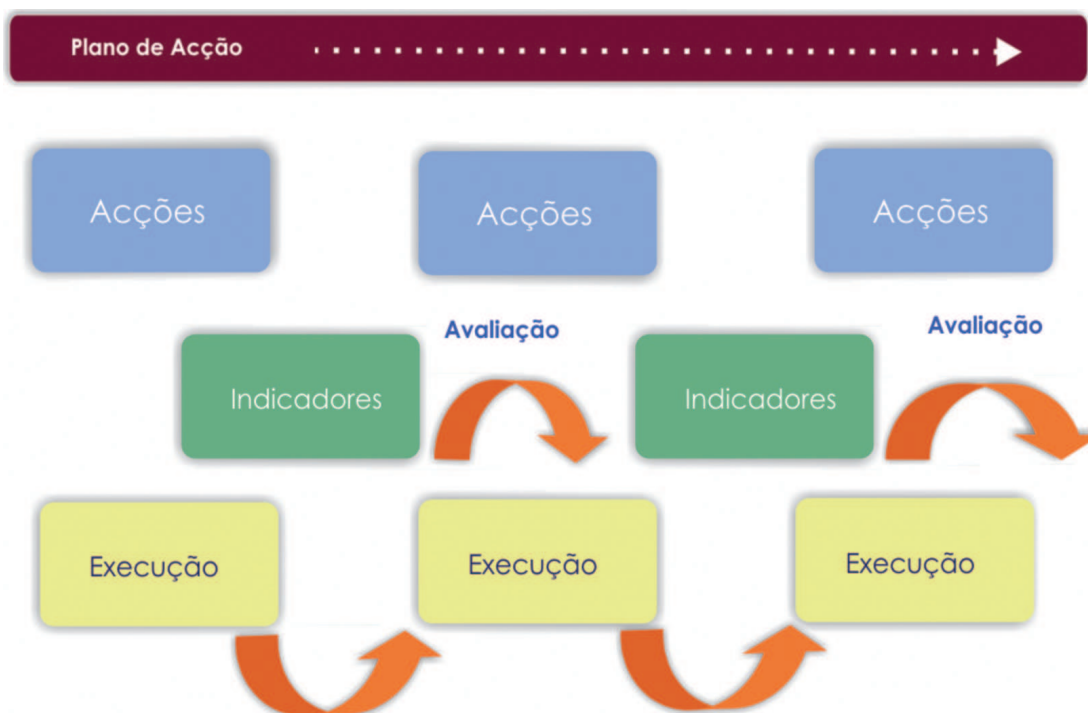 Plano de Acção
Acções
Acções
Acções
Avaliação
Avaliação
Indicadores
Indicadores
Execução
Execução
Execução